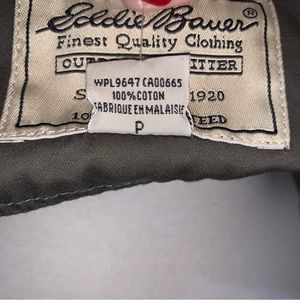 Eddie Bauer®
Finest Quality Clothing
WPL9647 CA00665
1920
100%COTON
FABRIQUE EN MALAISIE
P